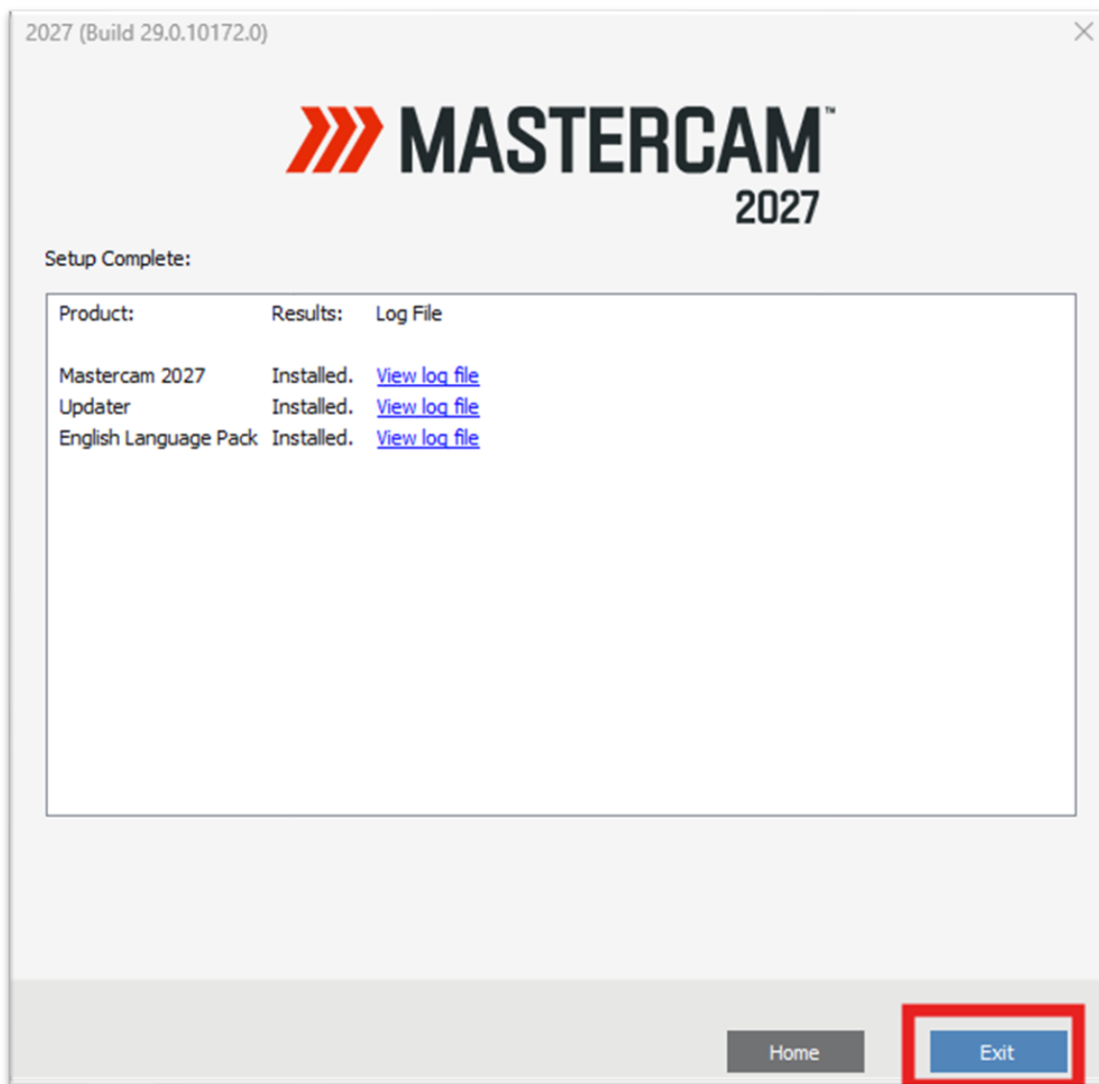 2027 (Build 29.0.10172.0)
MASTERCAM™
2027
Setup Complete:
Product: Results: Log File
Mastercam 2027 Installed. View log file
Updater Installed. View log file
English Language Pack Installed. View log file
Home Exit